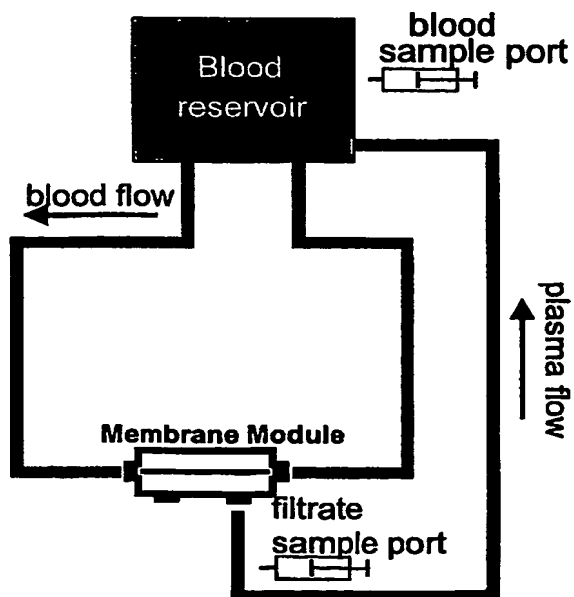 blood
sample port
Blood
reservoir
blood flow
plasma flow
Membrane Module
filtrate
sample port